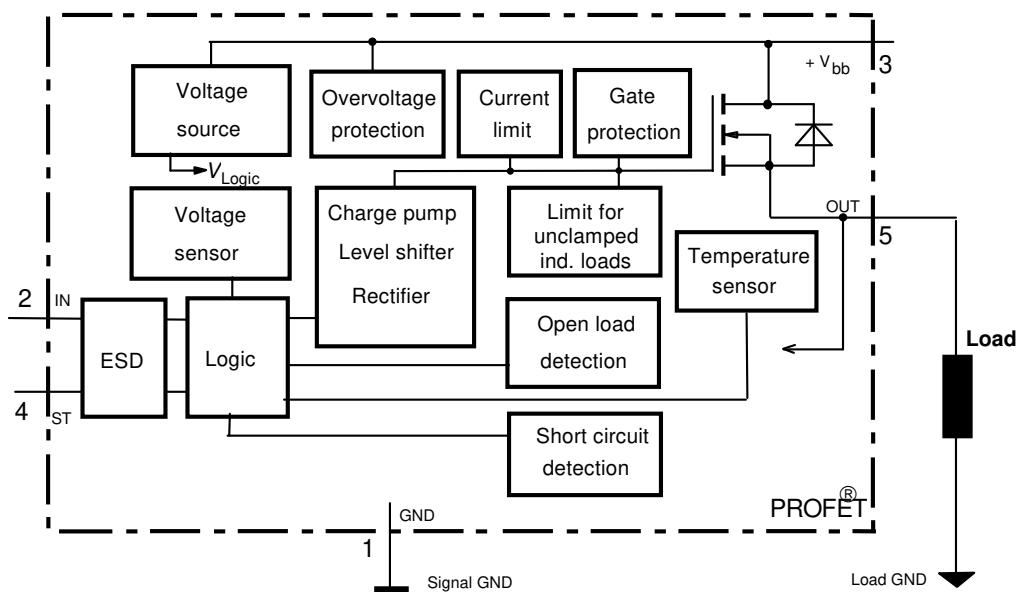 + Vbb
3
Voltage
source
Overvoltage
protection
Current
limit
Gate
protection
VLogic
Voltage
sensor
Charge pump
Level shifter
Rectifier
Limit for
unclamped
ind. loads
OUT
5
Temperature
sensor
2
IN
ESD
Logic
Open load
detection
Load
4
ST
Short circuit
detection
PROFET®
GND
1
Signal GND
Load GND